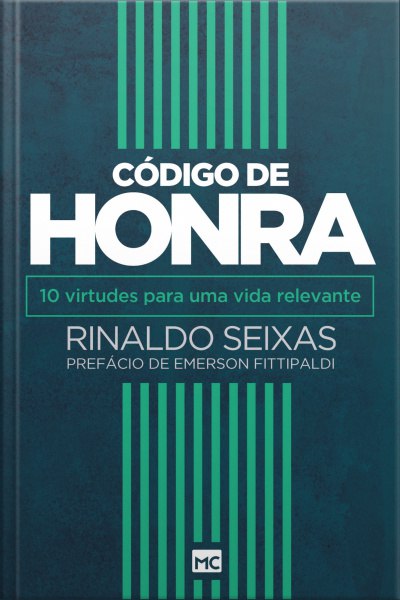 CÓDIGO DE
HONRA
10 virtudes para uma vida relevante
RINALDO SEIXAS
PREFÁCIO DE EMERSON FITTIPALDI
MC